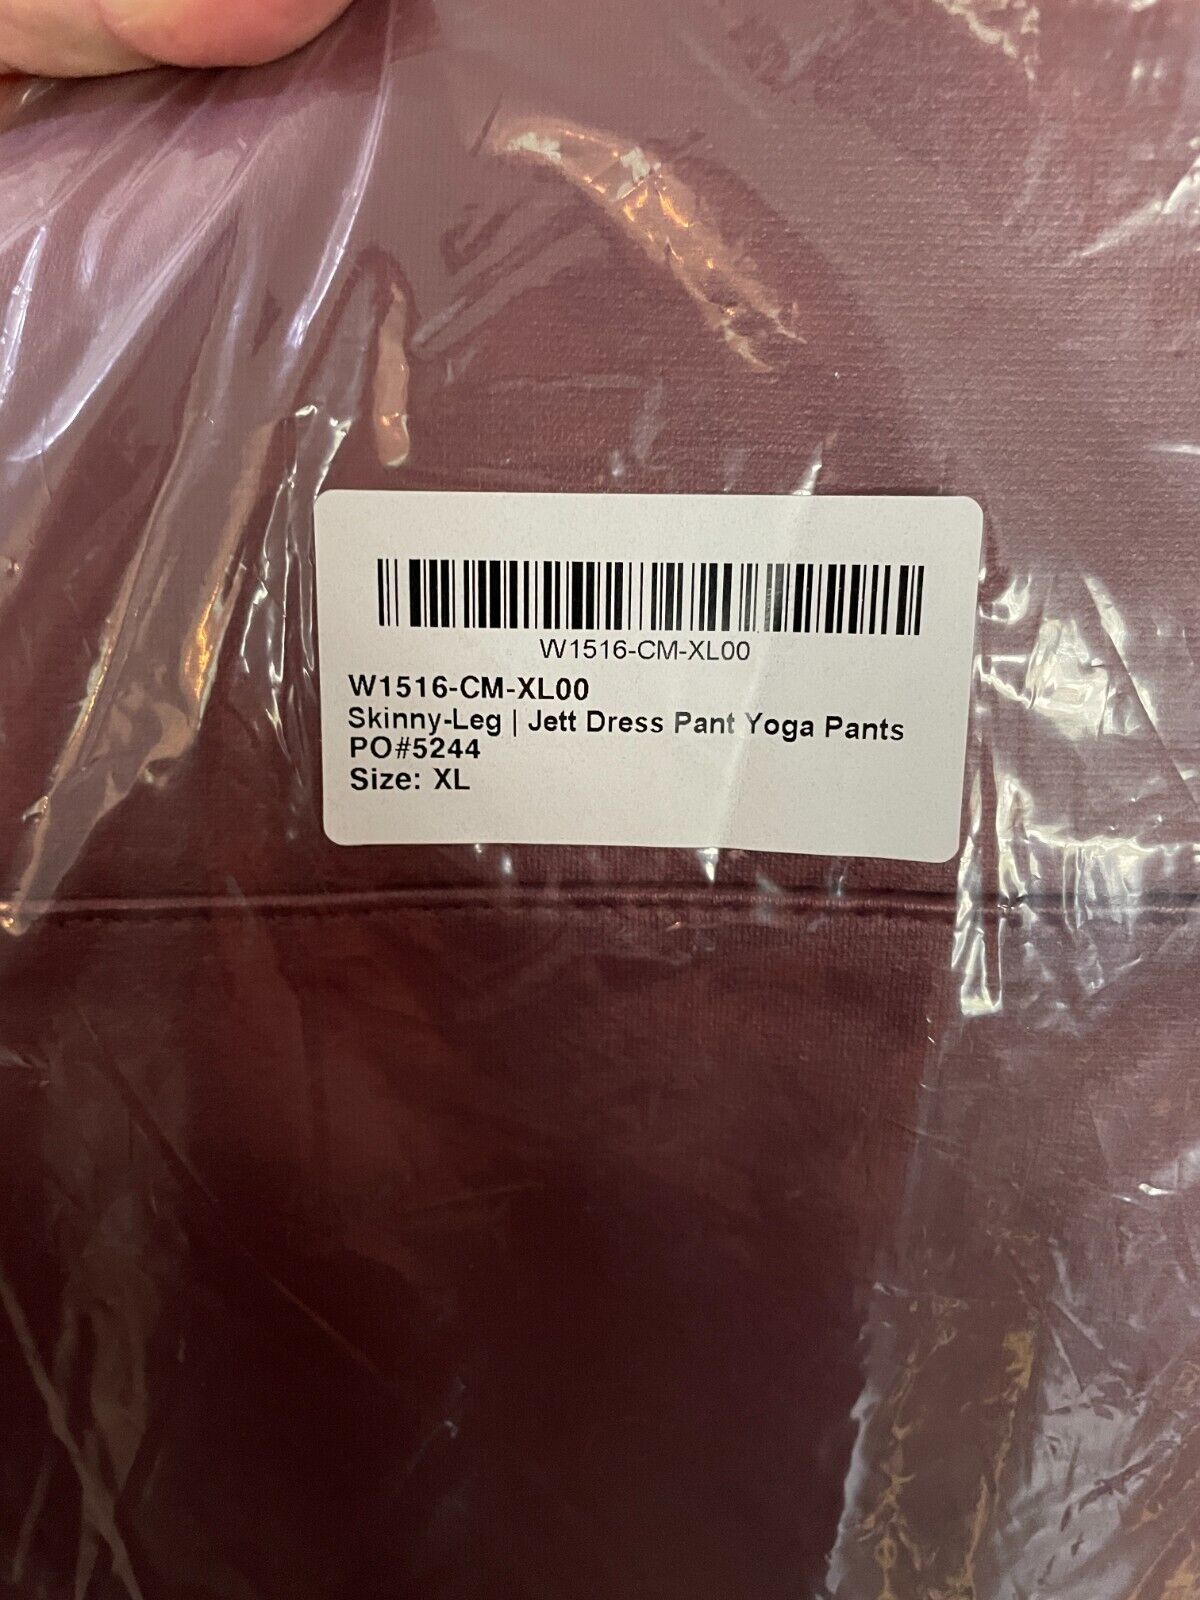 W1516-CM-XL00
W1516-CM-XL00
Skinny-Leg | Jett Dress Pant Yoga Pants
PO#5244
Size: XL